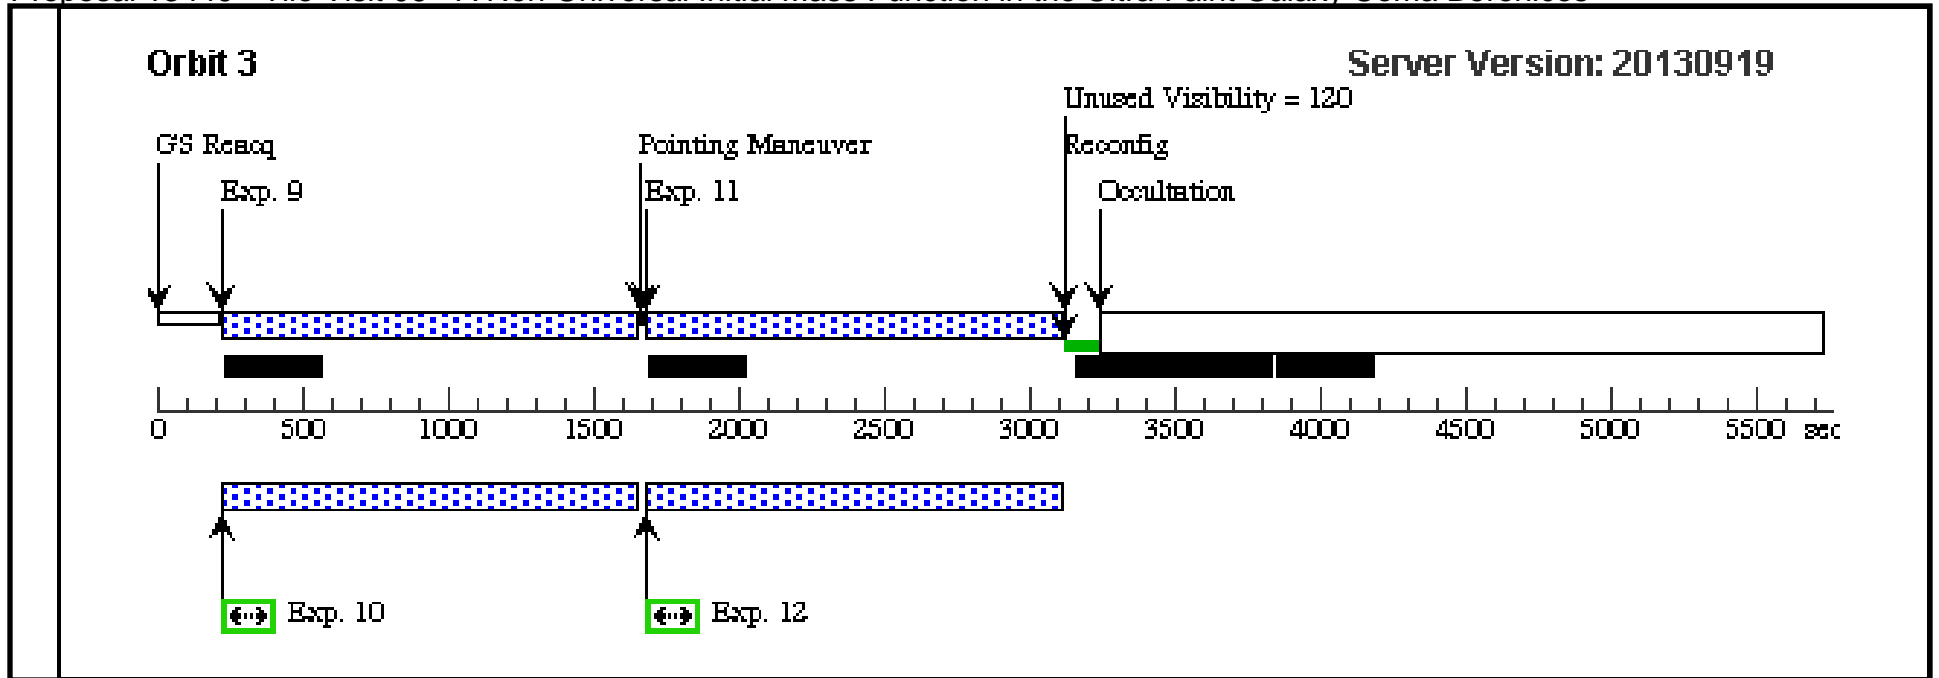 Orbit 3
Server Version: 20130919
Unused Visibility = 120
GS Reacq
Pointing Maneuver
Reconfig
Exp. 9
Exp. 11
Occultation
0 500 1000 1500 2000 2500 3000 3500 4000 4500 5000 5500 sec
Exp. 10
Exp. 12